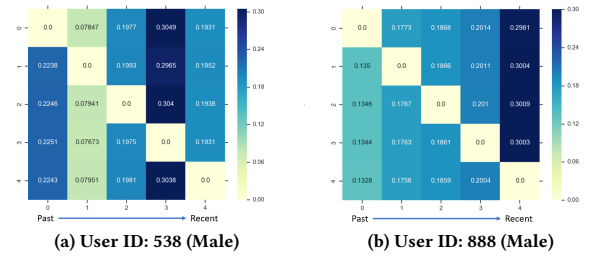 0 0.0 0.07847 0.1977 0.3049 0.1931
1 0.2238 0.0 0.1993 0.2965 0.1952
2 0.2246 0.07941 0.0 0.304 0.1938
3 0.2251 0.07673 0.1975 0.0 0.1931
4 0.2243 0.07951 0.1981 0.3038 0.0
0 1 2 3 4
0.30
0.24
0.18
0.12
0.06
0.00
Past Recent
(a) User ID: 538 (Male)
0 0.0 0.1773 0.1868 0.2014 0.2981
1 0.135 0.0 0.1866 0.2011 0.3004
2 0.1346 0.1767 0.0 0.201 0.3009
3 0.1344 0.1763 0.1861 0.0 0.3003
4 0.1328 0.1756 0.1859 0.2004 0.0
0 1 2 3 4
0.30
0.24
0.18
0.12
0.06
0.00
Past Recent
(b) User ID: 888 (Male)